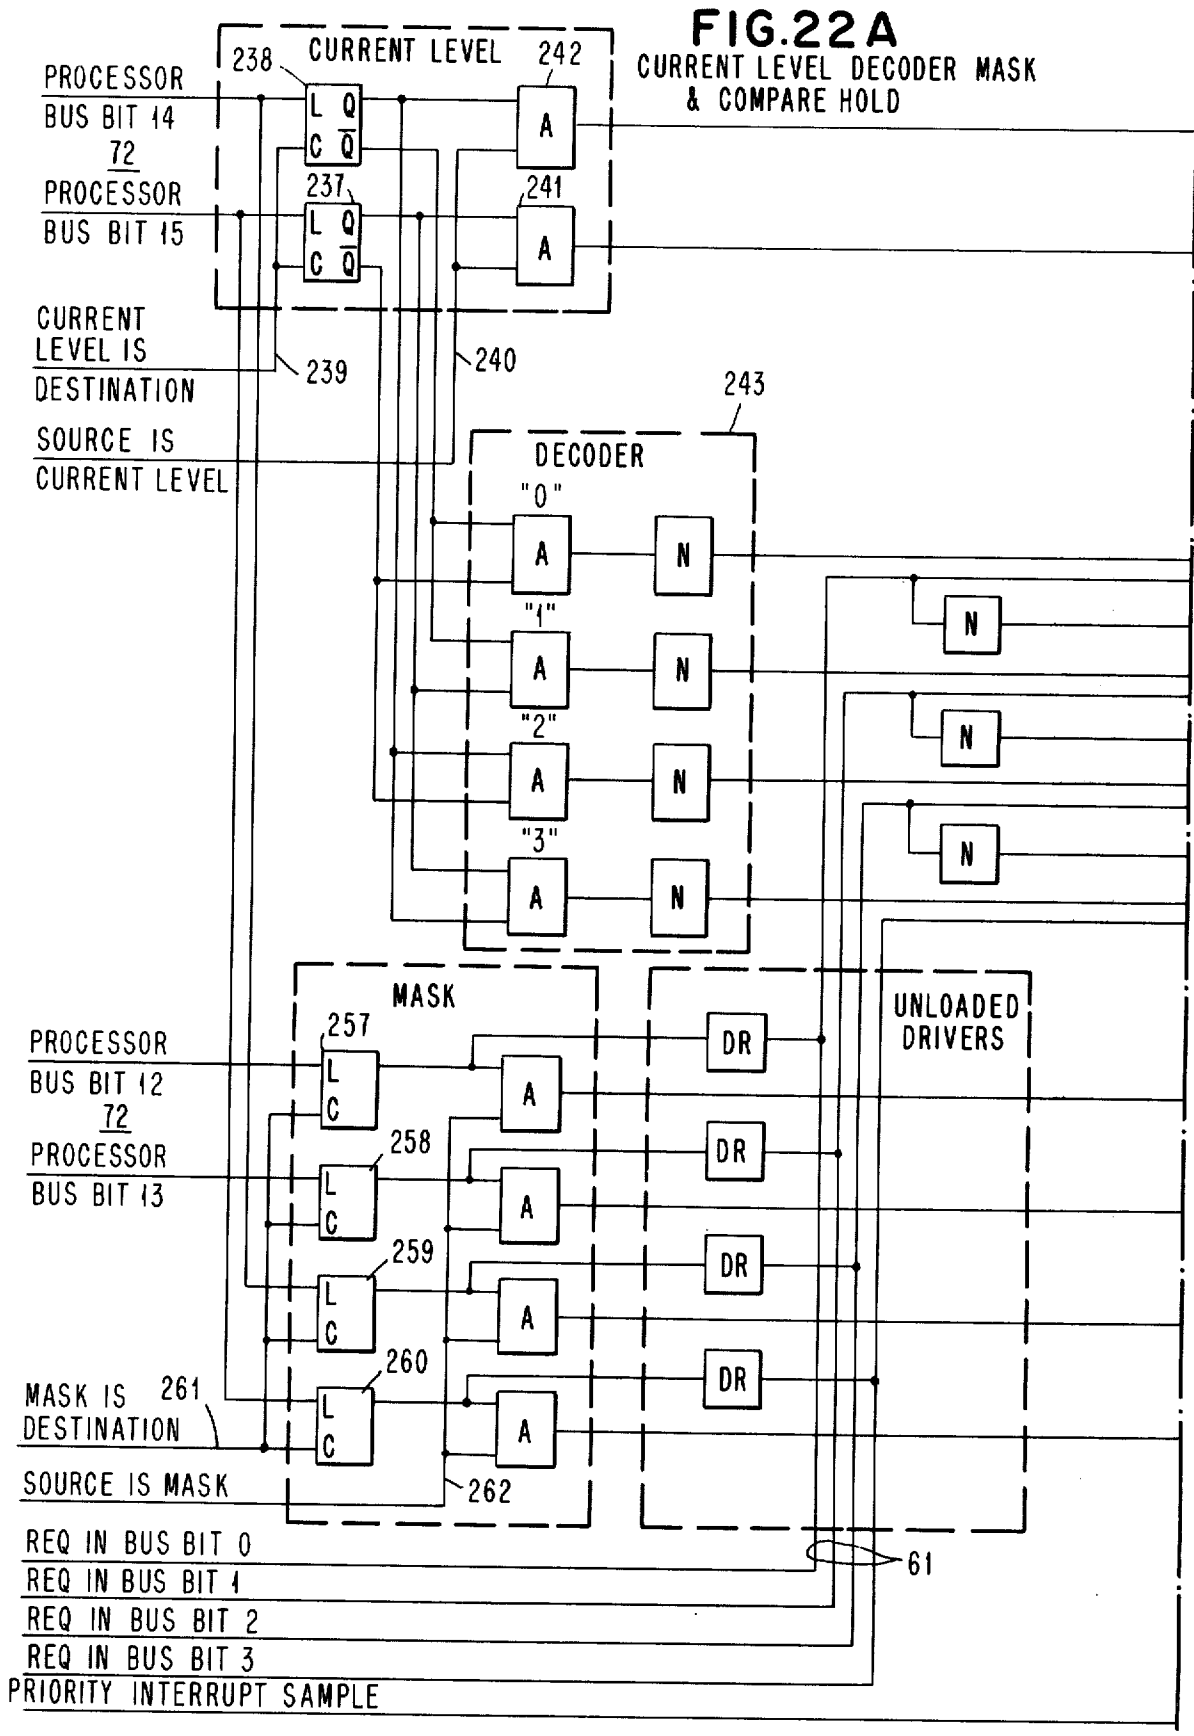 FIG.22A
CURRENT LEVEL DECODER MASK
& COMPARE HOLD
CURRENT LEVEL
238
242
PROCESSOR
BUS BIT 14
72
L Q
C Q̅
A
PROCESSOR
BUS BIT 15
237
241
L Q
C Q̅
A
CURRENT
LEVEL IS
DESTINATION
239
240
SOURCE IS
CURRENT LEVEL
243
DECODER
"0"
A
N
N
"1"
A
N
N
"2"
A
N
N
"3"
A
N
MASK
UNLOADED
DRIVERS
PROCESSOR
BUS BIT 12
72
257
L
C
A
DR
PROCESSOR
BUS BIT 13
258
L
C
A
DR
259
L
C
A
DR
260
L
C
A
DR
MASK IS
DESTINATION
261
SOURCE IS MASK
262
REQ IN BUS BIT 0
61
REQ IN BUS BIT 1
REQ IN BUS BIT 2
REQ IN BUS BIT 3
PRIORITY INTERRUPT SAMPLE